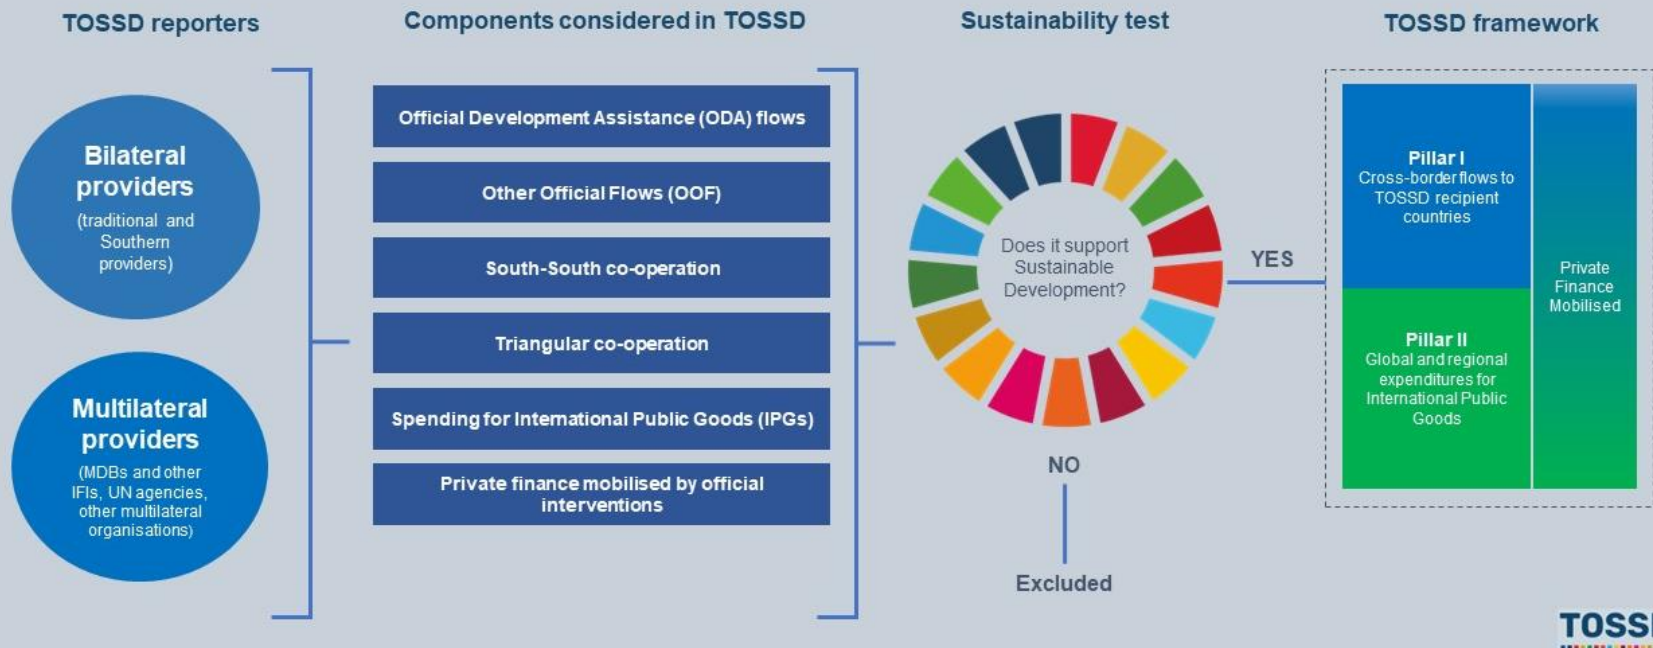 TOSSD reporters
Components considered in TOSSD
Sustainability test
TOSSD framework
Bilateral
providers
(traditional and
Southern
providers)
Multilateral
providers
(MDBs and other
IFIs, UN agencies,
other multilateral
organisations)
Official Development Assistance (ODA) flows
Other Official Flows (OOF)
South-South co-operation
Triangular co-operation
Spending for International Public Goods (IPGs)
Private finance mobilised by official
interventions
Does it support
Sustainable
Development?
YES
NO
Excluded
Pillar I
Cross-border flows to
TOSSD recipient
countries
Pillar II
Global and regional
expenditures for
International Public
Goods
Private
Finance
Mobilised
TOSSD